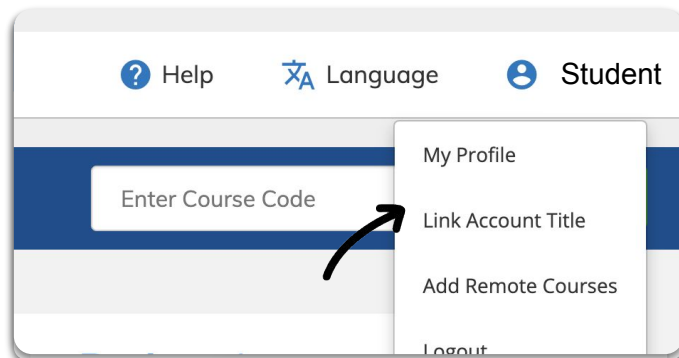 Help Language Student
My Profile
Enter Course Code
Link Account Title
Add Remote Courses
Logout